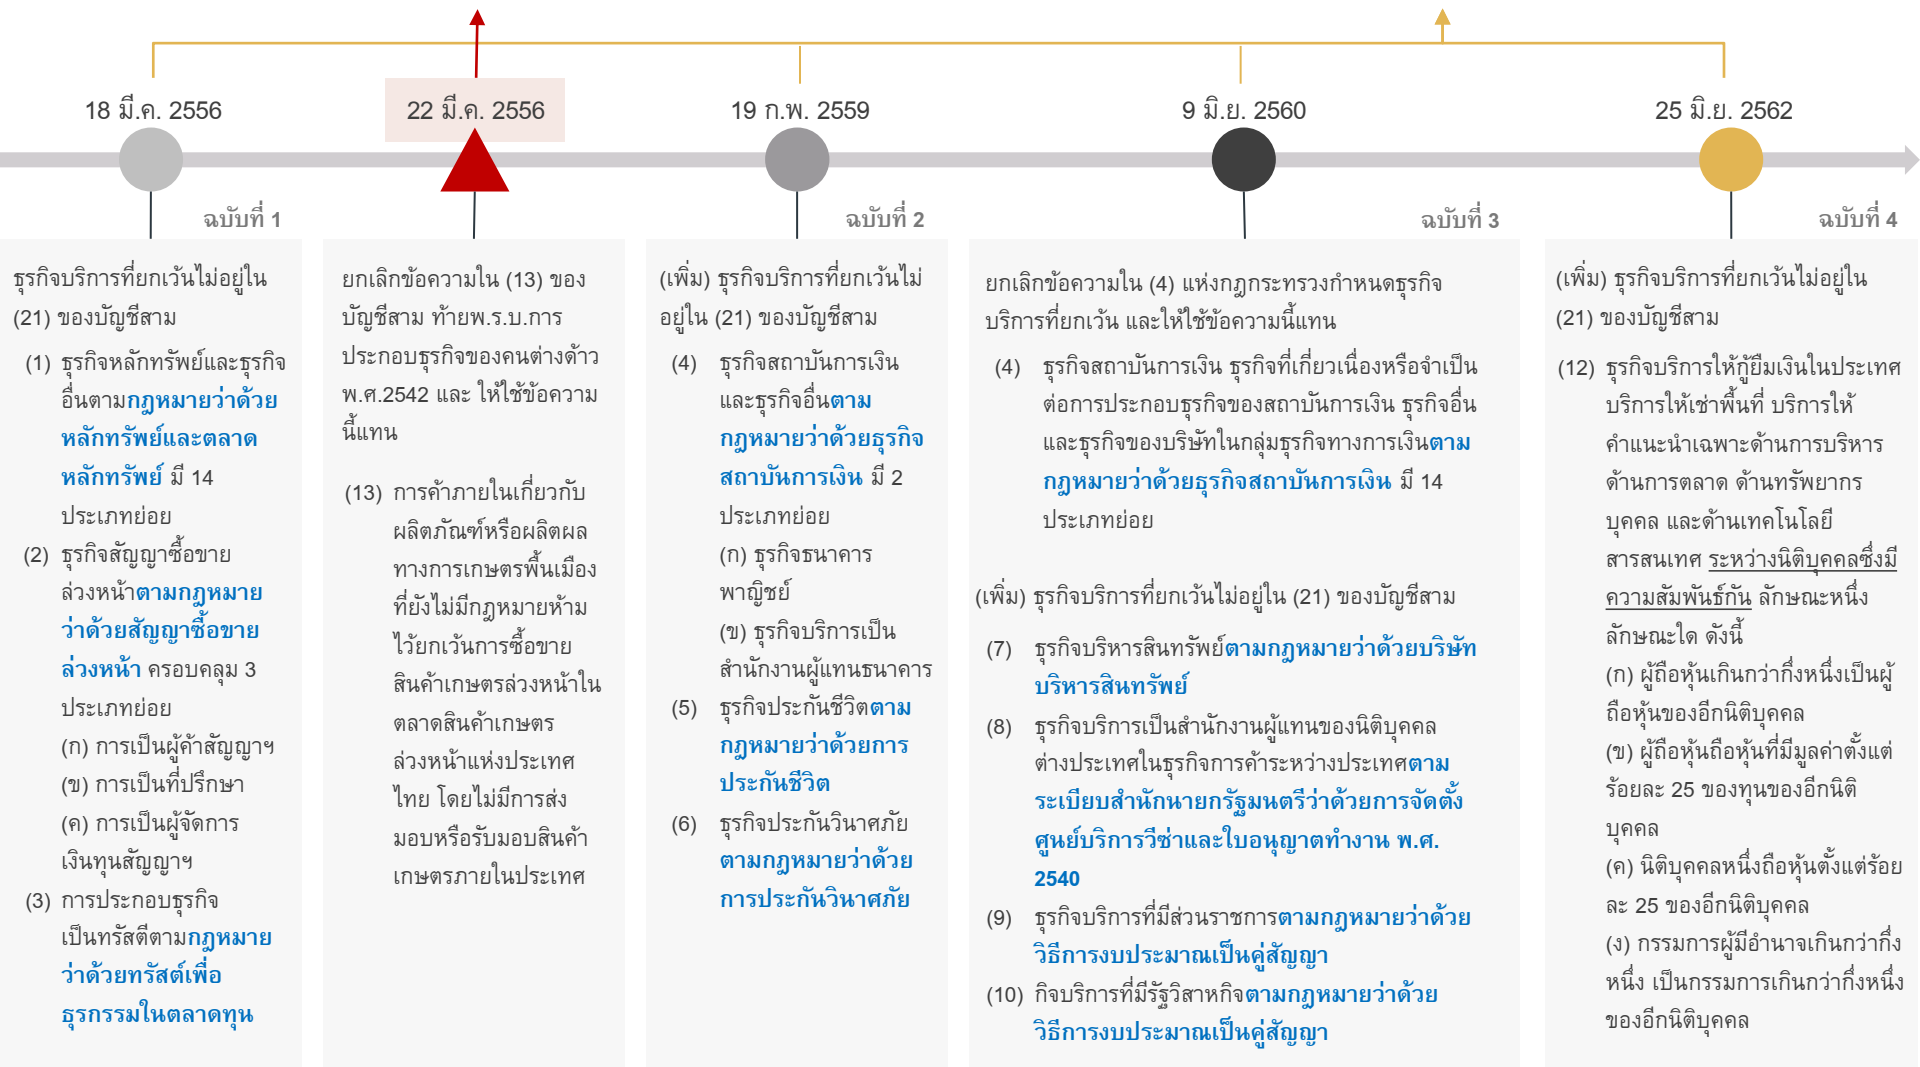 18 มี.ค. 2556
22 มี.ค. 2556
19 ก.พ. 2559
9 มิ.ย. 2560
25 มิ.ย. 2562
ฉบับที่ 1
ฉบับที่ 2
ฉบับที่ 3
ฉบับที่ 4
ธุรกิจบริการที่ยกเว้นไม่อยู่ใน
(21) ของบัญชีสาม
(1) ธุรกิจหลักทรัพย์และธุรกิจ
อื่นตามกฎหมายว่าด้วย
หลักทรัพย์และตลาด
หลักทรัพย์ มี 14
ประเภทย่อย
(2) ธุรกิจสัญญาซื้อขาย
ล่วงหน้าตามกฎหมาย
ว่าด้วยสัญญาซื้อขาย
ล่วงหน้า ครอบคลุม 3
ประเภทย่อย
(ก) การเป็นผู้ค้าสัญญาฯ
(ข) การเป็นที่ปรึกษา
(ค) การเป็นผู้จัดการ
เงินทุนสัญญาฯ
(3) การประกอบธุรกิจ
เป็นทรัสตีตามกฎหมาย
ว่าด้วยทรัสต์เพื่อ
ธุรกรรมในตลาดทุน
ยกเลิกข้อความใน (13) ของ
บัญชีสาม ท้ายพ.ร.บ.การ
ประกอบธุรกิจของคนต่างด้าว
พ.ศ.2542 และ ให้ใช้ข้อความ
นี้แทน
(13) การค้าภายในเกี่ยวกับ
ผลิตภัณฑ์หรือผลิตผล
ทางการเกษตรพื้นเมือง
ที่ยังไม่มีกฎหมายห้าม
ไว้ยกเว้นการซื้อขาย
สินค้าเกษตรล่วงหน้าใน
ตลาดสินค้าเกษตร
ล่วงหน้าแห่งประเทศ
ไทย โดยไม่มีการส่ง
มอบหรือรับมอบสินค้า
เกษตรภายในประเทศ
(เพิ่ม) ธุรกิจบริการที่ยกเว้นไม่
อยู่ใน (21) ของบัญชีสาม
(4) ธุรกิจสถาบันการเงิน
และธุรกิจอื่นตาม
กฎหมายว่าด้วยธุรกิจ
สถาบันการเงิน มี 2
ประเภทย่อย
(ก) ธุรกิจธนาคาร
พาญิชย์
(ข) ธุรกิจบริการเป็น
สำนักงานผู้แทนธนาคาร
(5) ธุรกิจประกันชีวิตตาม
กฎหมายว่าด้วยการ
ประกันชีวิต
(6) ธุรกิจประกันวินาศภัย
ตามกฎหมายว่าด้วย
การประกันวินาศภัย
ยกเลิกข้อความใน (4) แห่งกฎกระทรวงกำหนดธุรกิจ
บริการที่ยกเว้น และให้ใช้ข้อความนี้แทน
(4) ธุรกิจสถาบันการเงิน ธุรกิจที่เกี่ยวเนื่องหรือจำเป็น
ต่อการประกอบธุรกิจของสถาบันการเงิน ธุรกิจอื่น
และธุรกิจของบริษัทในกลุ่มธุรกิจทางการเงินตาม
กฎหมายว่าด้วยธุรกิจสถาบันการเงิน มี 14
ประเภทย่อย
(เพิ่ม) ธุรกิจบริการที่ยกเว้นไม่อยู่ใน (21) ของบัญชีสาม
(7) ธุรกิจบริหารสินทรัพย์ตามกฎหมายว่าด้วยบริษัท
บริหารสินทรัพย์
(8) ธุรกิจบริการเป็นสำนักงานผู้แทนของนิติบุคคล
ต่างประเทศในธุรกิจการค้าระหว่างประเทศตาม
ระเบียบสำนักนายกรัฐมนตรีว่าด้วยการจัดตั้ง
ศูนย์บริการวีซ่าและใบอนุญาตทำงาน พ.ศ.
2540
(9) ธุรกิจบริการที่มีส่วนราชการตามกฎหมายว่าด้วย
วิธีการงบประมาณเป็นคู่สัญญา
(10) กิจบริการที่มีรัฐวิสาหกิจตามกฎหมายว่าด้วย
วิธีการงบประมาณเป็นคู่สัญญา
(เพิ่ม) ธุรกิจบริการที่ยกเว้นไม่อยู่ใน
(21) ของบัญชีสาม
(12) ธุรกิจบริการให้กู้ยืมเงินในประเทศ
บริการให้เช่าพื้นที่ บริการให้
คำแนะนำเฉพาะด้านการบริหาร
ด้านการตลาด ด้านทรัพยากร
บุคคล และด้านเทคโนโลยี
สารสนเทศ ระหว่างนิติบุคคลซึ่งมี
ความสัมพันธ์กัน ลักษณะหนึ่ง
ลักษณะใด ดังนี้
(ก) ผู้ถือหุ้นเกินกว่ากึ่งหนึ่งเป็นผู้
ถือหุ้นของอีกนิติบุคคล
(ข) ผู้ถือหุ้นถือหุ้นที่มีมูลค่าตั้งแต่
ร้อยละ 25 ของทุนของอีกนิติ
บุคคล
(ค) นิติบุคคลหนึ่งถือหุ้นตั้งแต่ร้อย
ละ 25 ของอีกนิติบุคคล
(ง) กรรมการผู้มีอำนาจเกินกว่ากึ่ง
หนึ่ง เป็นกรรมการเกินกว่ากึ่งหนึ่ง
ของอีกนิติบุคคล